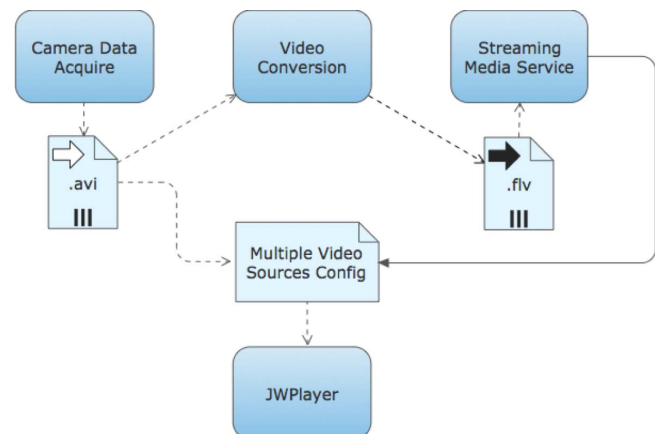 Camera Data
Acquire
Video
Conversion
Streaming
Media Service
.avi
.flv
Multiple Video
Sources Config
JWPlayer